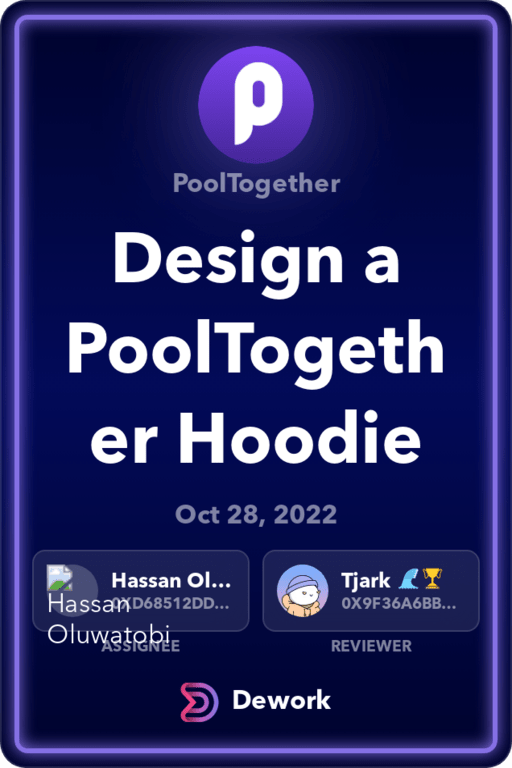 PoolTogether
Design a
PoolTogeth
er Hoodie
Oct 28, 2022
Hassan Ol...
0XD68512DD...
Hassan
Oluwatobi
ASSIGNEE
Tjark 🌊🏆
0X9F36A6BB...
REVIEWER
Dework